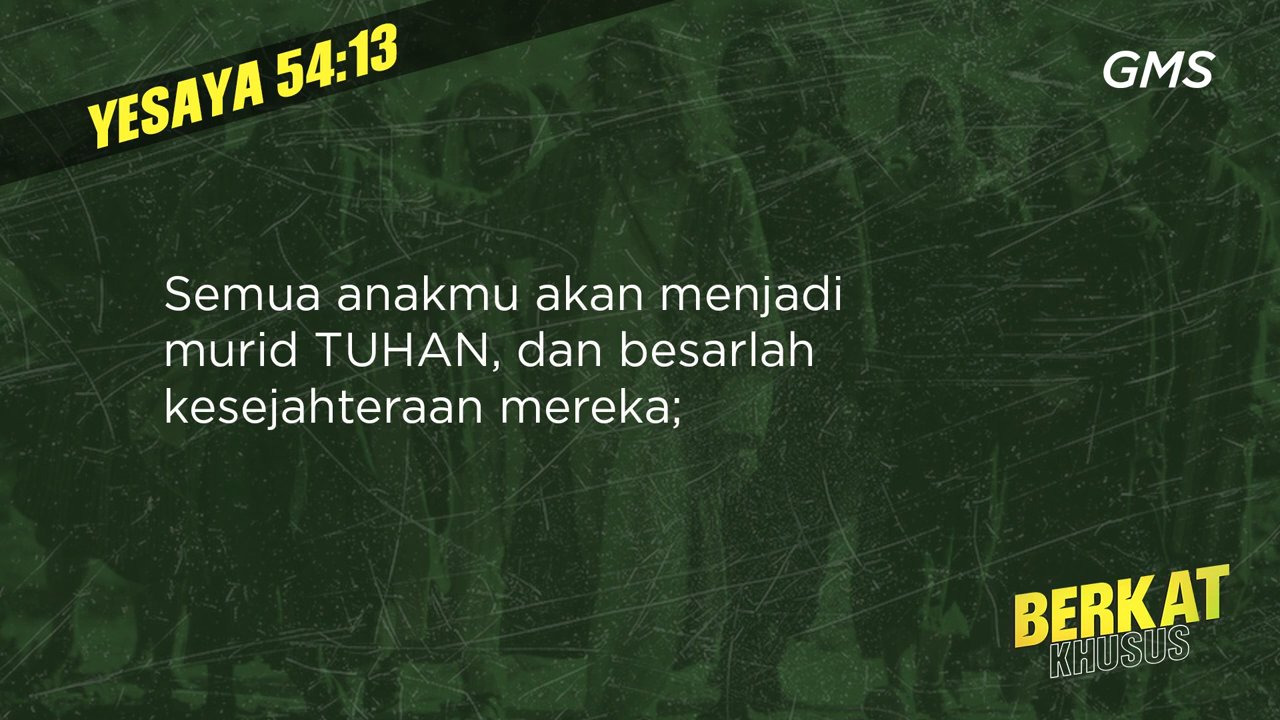 YESAYA 54:13
GMS
Semua anakmu akan menjadi
murid TUHAN, dan besarlah
kesejahteraan mereka;
BERKAT
KHUSUS